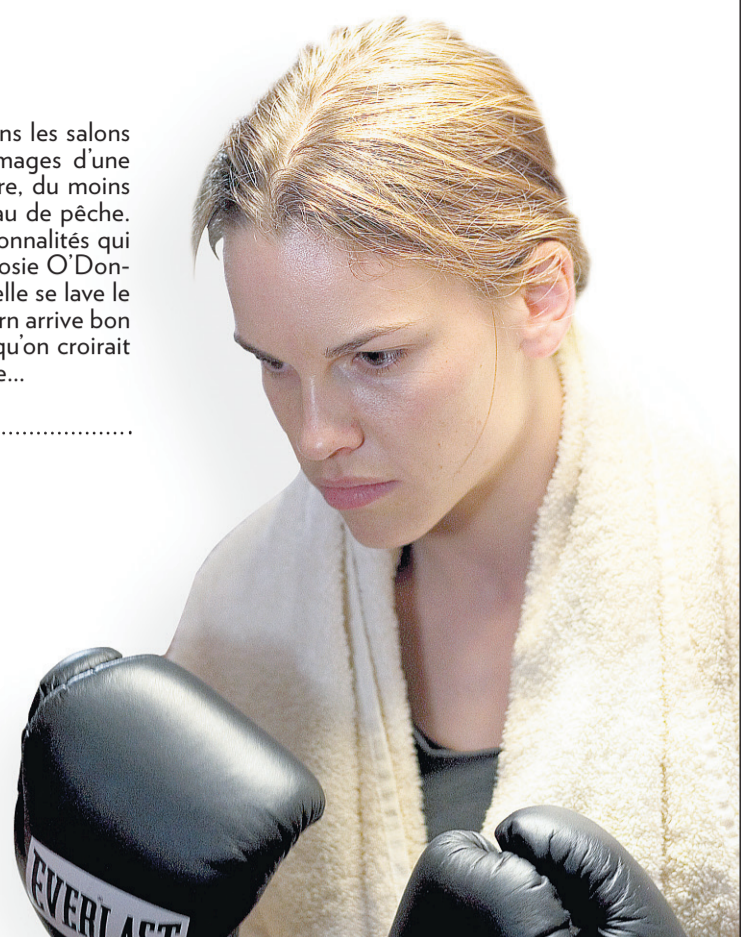 ns les salons
mages d'une
re, du moins
au de pêche.
onnalités qui
osie O'Don-
elle se lave le
rn arrive bon
qu'on croirait
e...
EVERLAST